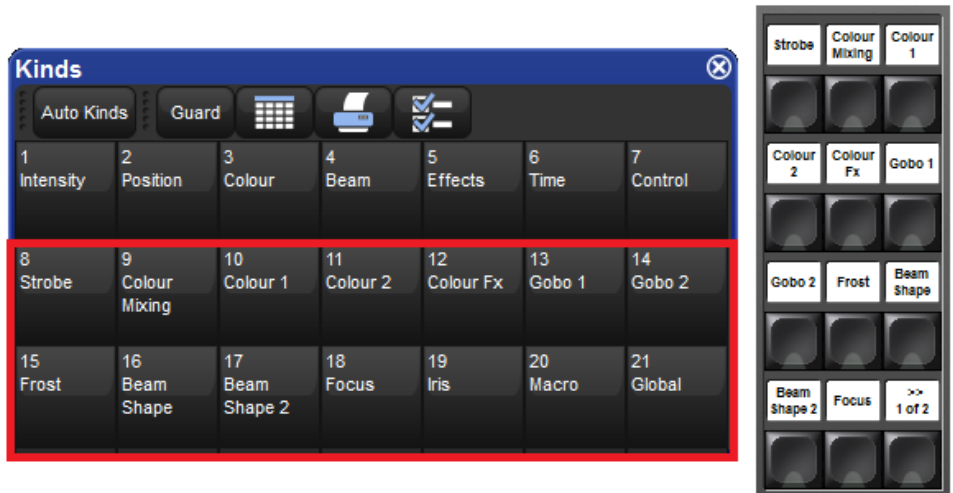 Kinds
Auto Kinds Guard
1 2 3 4 5 6 7
Intensity Position Colour Beam Effects Time Control
8 9 10 11 12 13 14
Strobe Colour Colour 1 Colour 2 Colour Fx Gobo 1 Gobo 2
Mixing
15 16 17 18 19 20 21
Frost Beam Beam Focus Iris Macro Global
Shape Shape 2
Strobe Colour Mixing Colour 1
Colour 2 Colour Fx Gobo 1
Gobo 2 Frost Beam Shape
Beam Shape 2 Focus >> 1 of 2